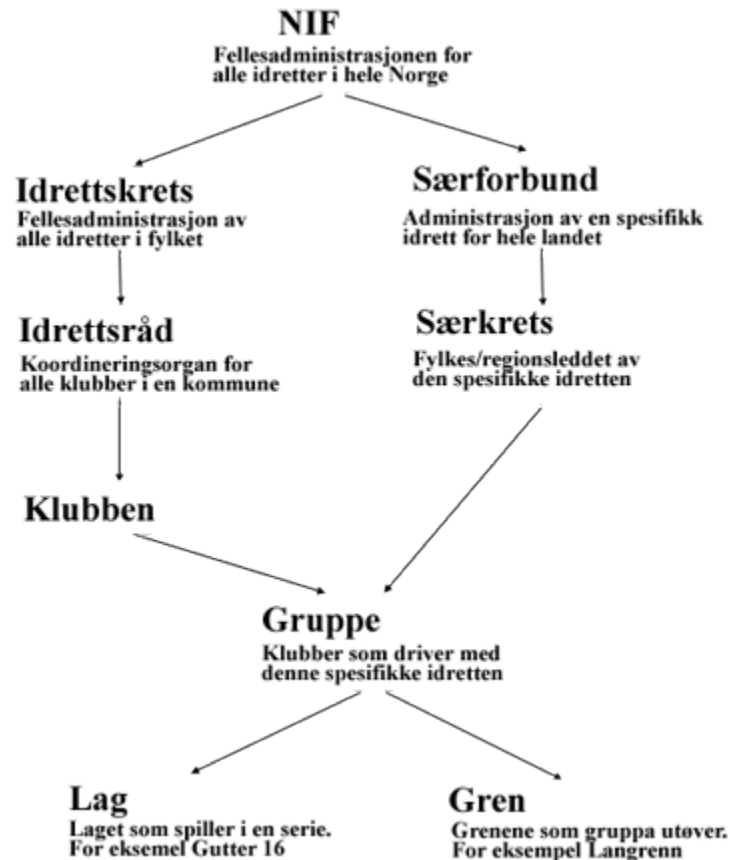 NIF
Fellesadministrasjonen for
alle idretter i hele Norge
Idrettskrets
Fellesadministrasjon av
alle idretter i fylket
Særforbund
Administrasjon av en spesifikk
idrett for hele landet
Idrettsråd
Koordineringsorgan for
alle klubber i en kommune
Særkrets
Fylkes/regionsleddet av
den spesifikke idretten
Klubben
Gruppe
Klubber som driver med
denne spesifikke idretten
Lag
Laget som spiller i en serie.
For eksemel Gutter 16
Gren
Grenene som gruppa utøver.
For eksempel Langrenn